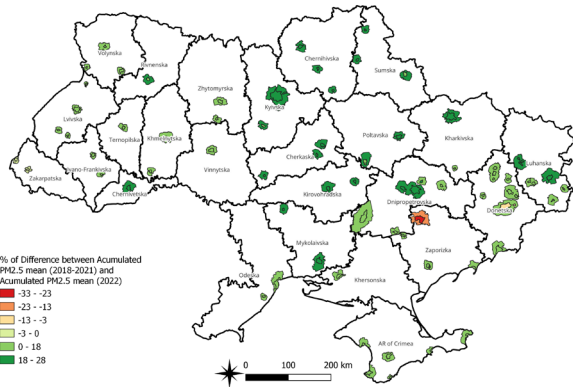 Volynska
Rivnenska
Chernihivska
Sumska
Zhytomyrska
Kyivska
Lvivska
Ternopilska
Khmelnitska
Poltavska
Kharkivska
Cherkaska
Luhanska
Ivano-Frankivska
Zakarpatska
Vinnytska
Chernivetska
Kirovohradska
Dnipropetrovska
Donetska
Mykolaivska
Zaporizka
Odeska
Khersonska
AR of Crimea
% of Difference between Acumulated
PM2.5 mean (2018-2021) and
Acumulated PM2.5 mean (2022)
-33 - -23
-23 - -13
-13 - -3
-3 - 0
0 - 18
18 - 28
0 100 200 km